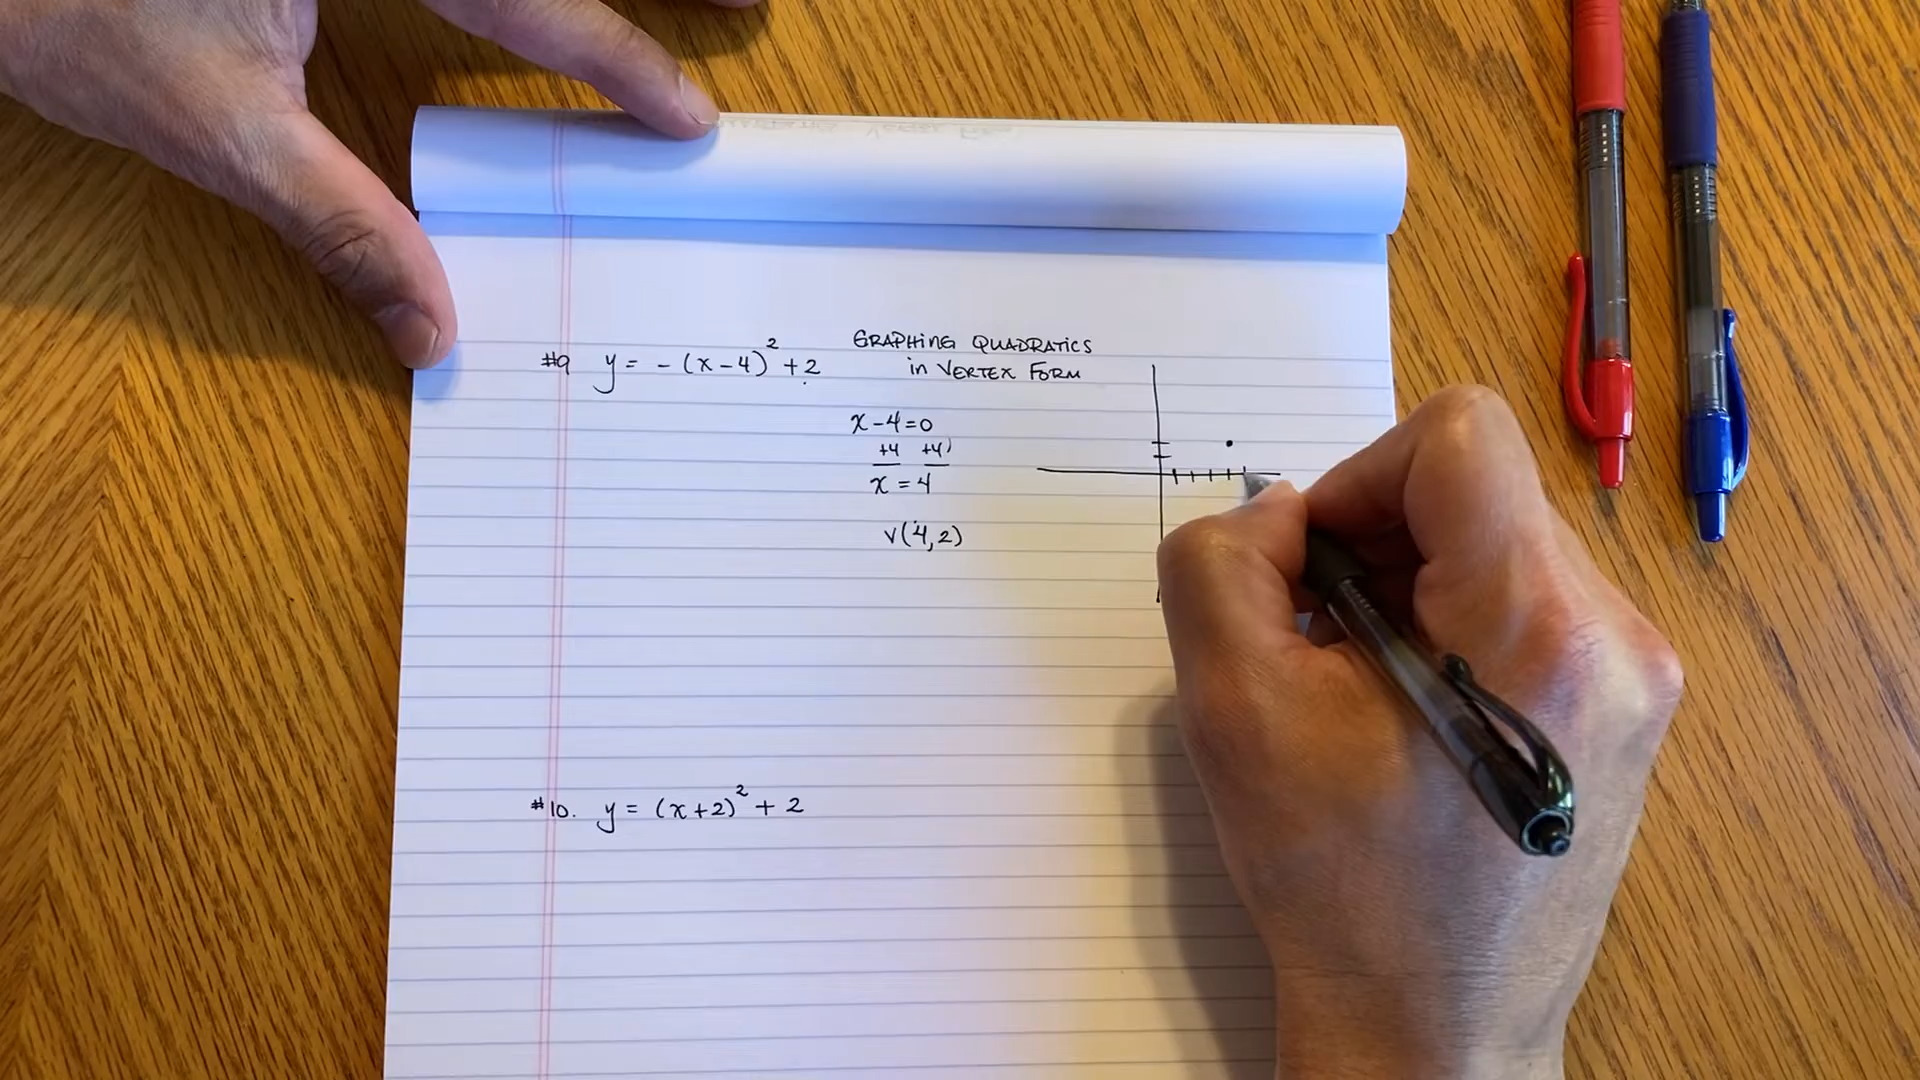 GRAPHING QUADRATICS
in VERTEX FORM
#9 y = -(x-4)² +2
x-4=0
+4 +4
x = 4
V(4,2)
#10. y = (x+2)² + 2